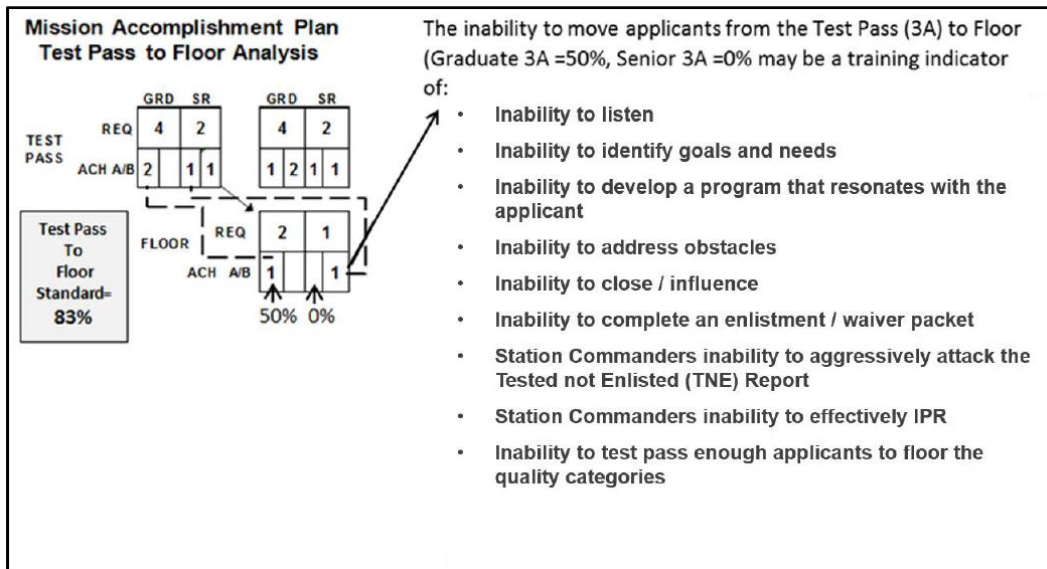 Mission Accomplishment Plan
Test Pass to Floor Analysis
GRD SR GRD SR
TEST PASS
REQ 4 2 4 2
ACH A/B 2 1 1 1 2 1 1
Test Pass
To
Floor
Standard=
83%
FLOOR
REQ 2 1
ACH A/B 1 1
50% 0%
The inability to move applicants from the Test Pass (3A) to Floor
(Graduate 3A =50%, Senior 3A =0% may be a training indicator
of:
• Inability to listen
• Inability to identify goals and needs
• Inability to develop a program that resonates with the
applicant
• Inability to address obstacles
• Inability to close / influence
• Inability to complete an enlistment / waiver packet
• Station Commanders inability to aggressively attack the
Tested not Enlisted (TNE) Report
• Station Commanders inability to effectively IPR
• Inability to test pass enough applicants to floor the
quality categories